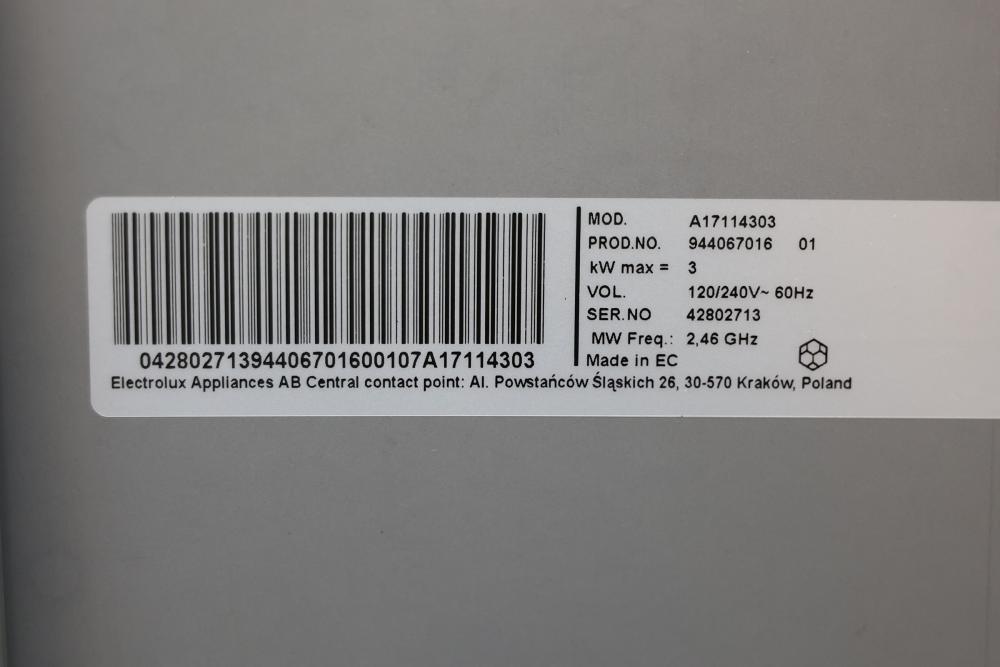 MOD. A17114303
PROD.NO. 944067016 01
kW max = 3
VOL. 120/240V~ 60Hz
SER.NO 42802713
MW Freq.: 2,46 GHz
Made in EC
04280271394406701600107A17114303
Electrolux Appliances AB Central contact point: Al. Powstańców Śląskich 26, 30-570 Kraków, Poland